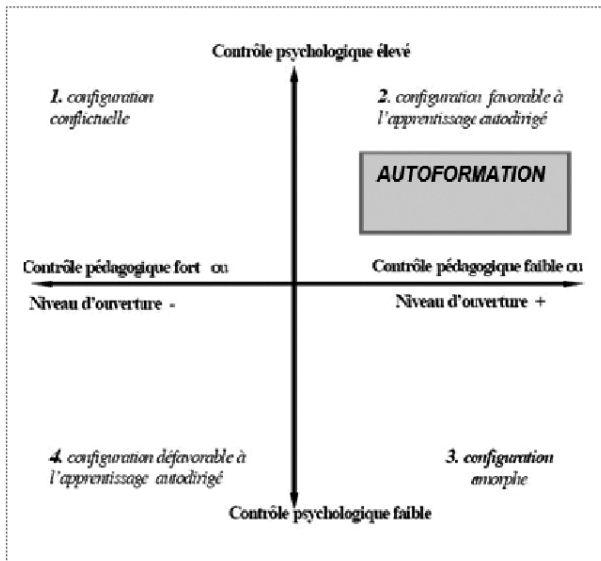 Contrôle psychologique élevé
1. configuration
conflictuelle
2. configuration favorable à
l'apprentissage autodirigé
AUTOFORMATION
Contrôle pédagogique fort ou
Niveau d'ouverture -
Contrôle pédagogique faible ou
Niveau d'ouverture +
4. configuration défavorable à
l'apprentissage autodirigé
3. configuration
amorphe
Contrôle psychologique faible